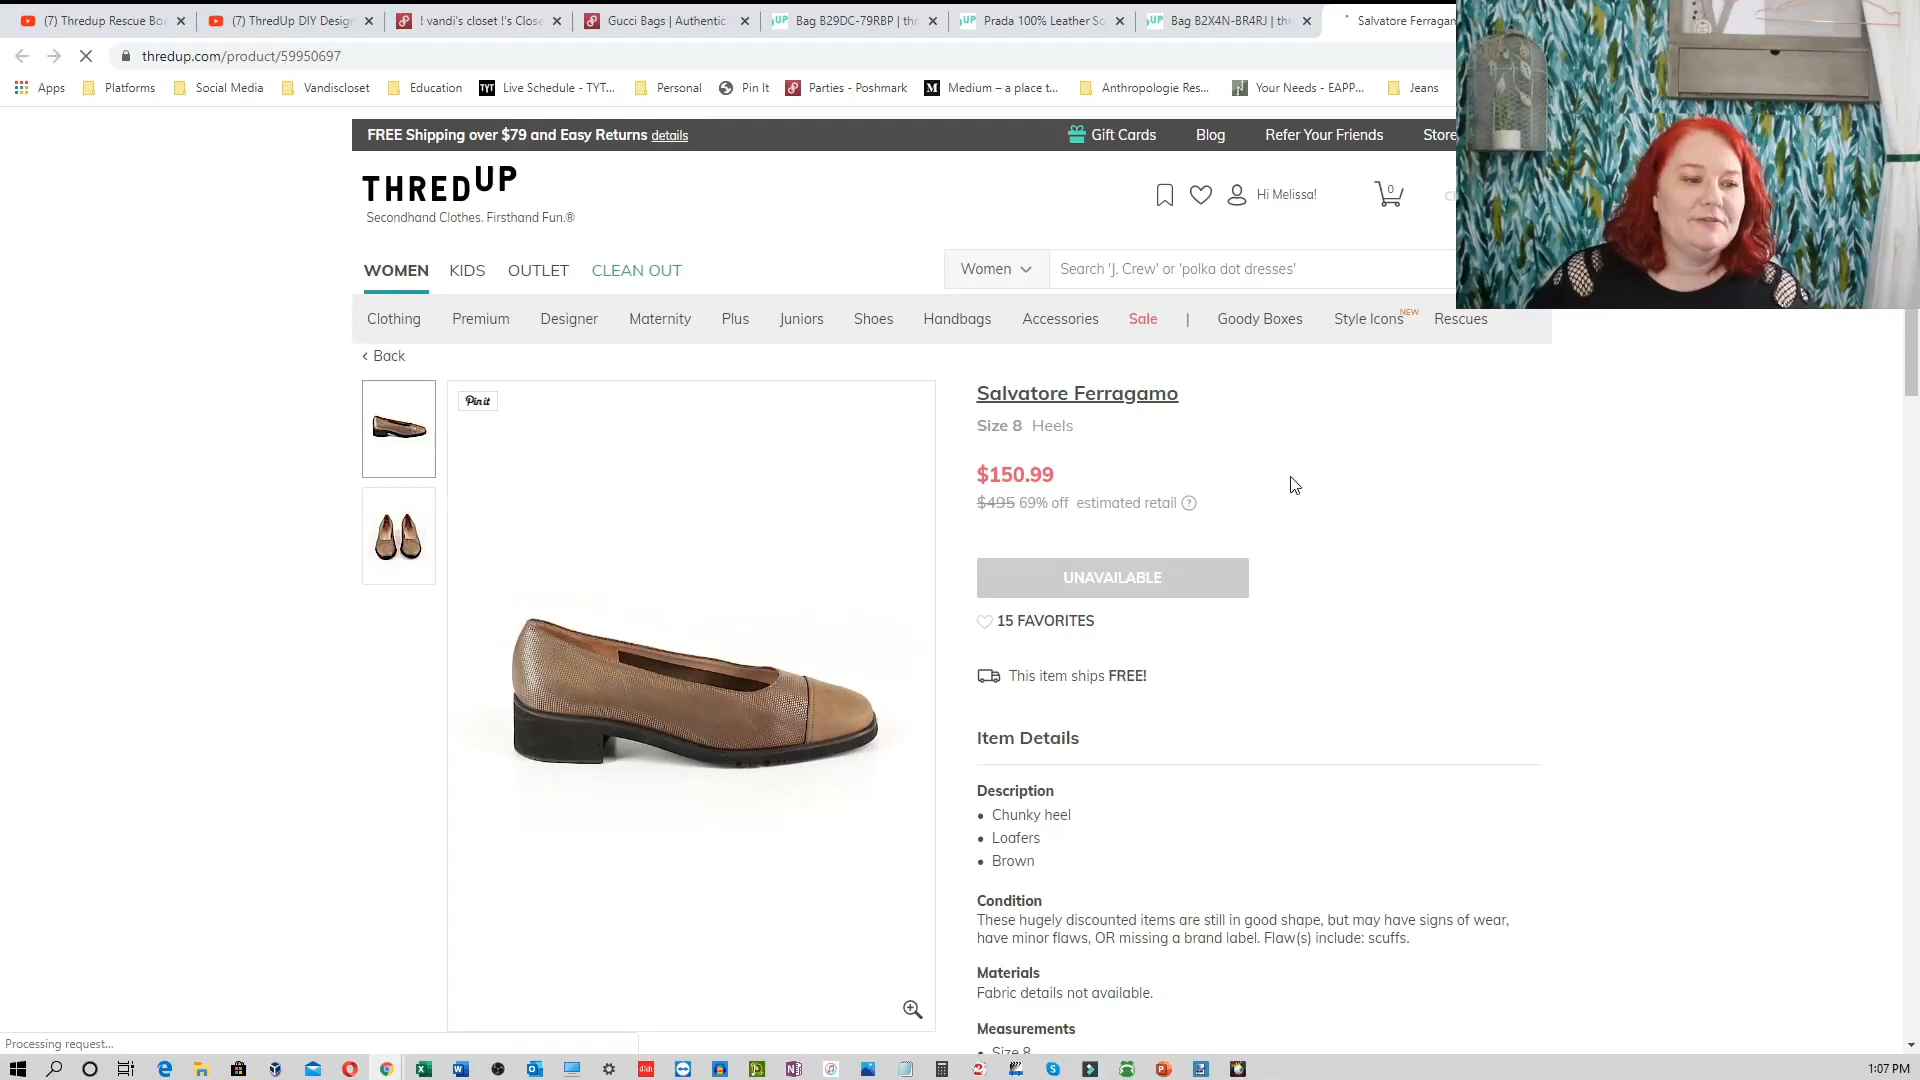 (7) Thredup Rescue Box
(7) ThredUp DIY Design
! vandi's closet !'s Close
Gucci Bags | Authentic
UP Bag B29DC-79RBP | thr
UP Prada 100% Leather So
UP Bag B2X4N-BR4RJ | thr
Salvatore Ferragam
thredup.com/product/59950697
Apps
Platforms
Social Media
Vandiscloset
Education
TYT Live Schedule - TYT...
Personal
Pin It
Parties - Poshmark
M Medium – a place t...
Anthropologie Res...
Your Needs - EAPP...
Jeans
FREE Shipping over $79 and Easy Returns details
Gift Cards
Blog
Refer Your Friends
Store
THREDUP
Secondhand Clothes. Firsthand Fun.®
Hi Melissa!
0
WOMEN
KIDS
OUTLET
CLEAN OUT
Women
Search 'J. Crew' or 'polka dot dresses'
Clothing
Premium
Designer
Maternity
Plus
Juniors
Shoes
Handbags
Accessories
Sale
|
Goody Boxes
Style Icons NEW
Rescues
‹ Back
Pin it
Salvatore Ferragamo
Size 8 Heels
$150.99
$495 69% off estimated retail ?
UNAVAILABLE
15 FAVORITES
This item ships FREE!
Item Details
Description
• Chunky heel
• Loafers
• Brown
Condition
These hugely discounted items are still in good shape, but may have signs of wear,
have minor flaws, OR missing a brand label. Flaw(s) include: scuffs.
Materials
Fabric details not available.
Measurements
• Size 8
Processing request...
1:07 PM